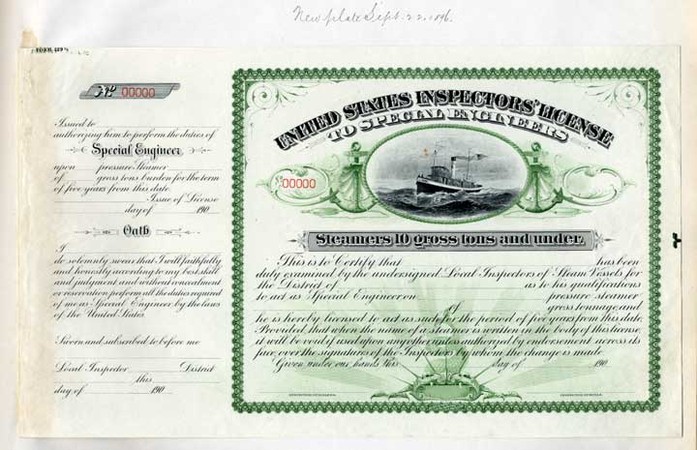 New plate Sept. 22, 1896.
No 00000
Issued to
authorizing him to perform the duties of
Special Engineer
upon pressure Steamer
of gross tons burden for the term
of five years from this date.
Issue of License
day of 190
Oath
I
do solemnly swear that I will faithfully
and honestly according to my best skill
and judgment and without concealment
or reservation perform all the duties required
of me as Special Engineer by the laws
of the United States.
Sworn and subscribed to before me
Local Inspector District
this
day of 190
UNITED STATES INSPECTORS' LICENSE
TO SPECIAL ENGINEERS
No 00000
Steamers 10 gross tons and under.
This is to Certify that has been
duly examined by the undersigned Local Inspectors of Steam Vessels for
the District of as to his qualifications
to act as Special Engineer on pressure steamer
of gross tonnage and
he is hereby licensed to act as such for the period of five years from this date.
Provided, that when the name of a steamer is written in the body of this license,
it will be void if used upon any other unless authorized by endorsement across its
face, over the signatures of the Inspectors by whom the change is made.
Given under our hands this day of 190